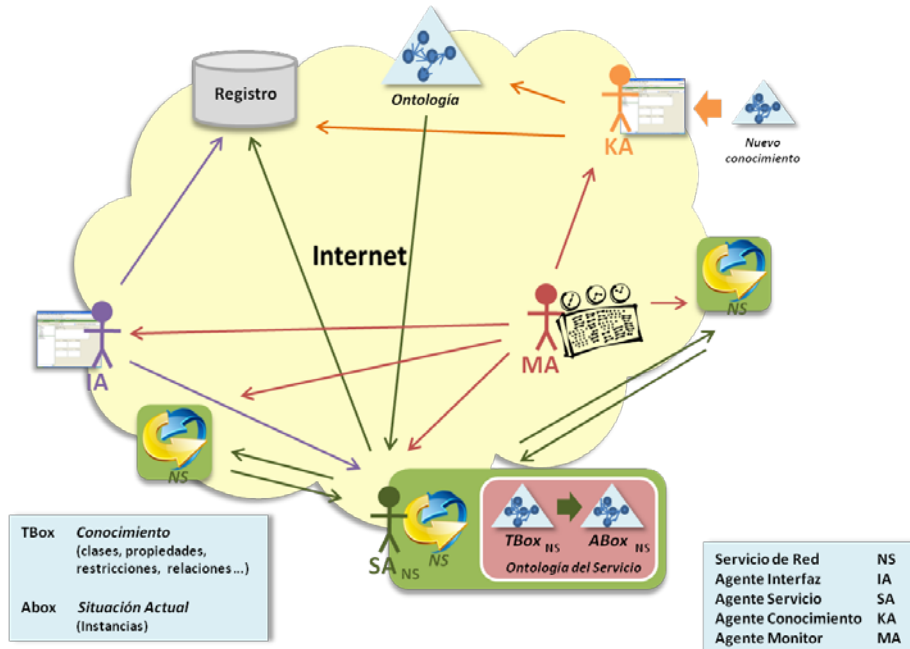 Registro
Ontología
KA
Nuevo
conocimiento
Internet
NS
IA
MA
NS
SA NS
NS
TBox NS
ABox NS
Ontología del Servicio
TBox Conocimiento
(clases, propiedades,
restricciones, relaciones...)
Abox Situación Actual
(Instancias)
Servicio de Red NS
Agente Interfaz IA
Agente Servicio SA
Agente Conocimiento KA
Agente Monitor MA